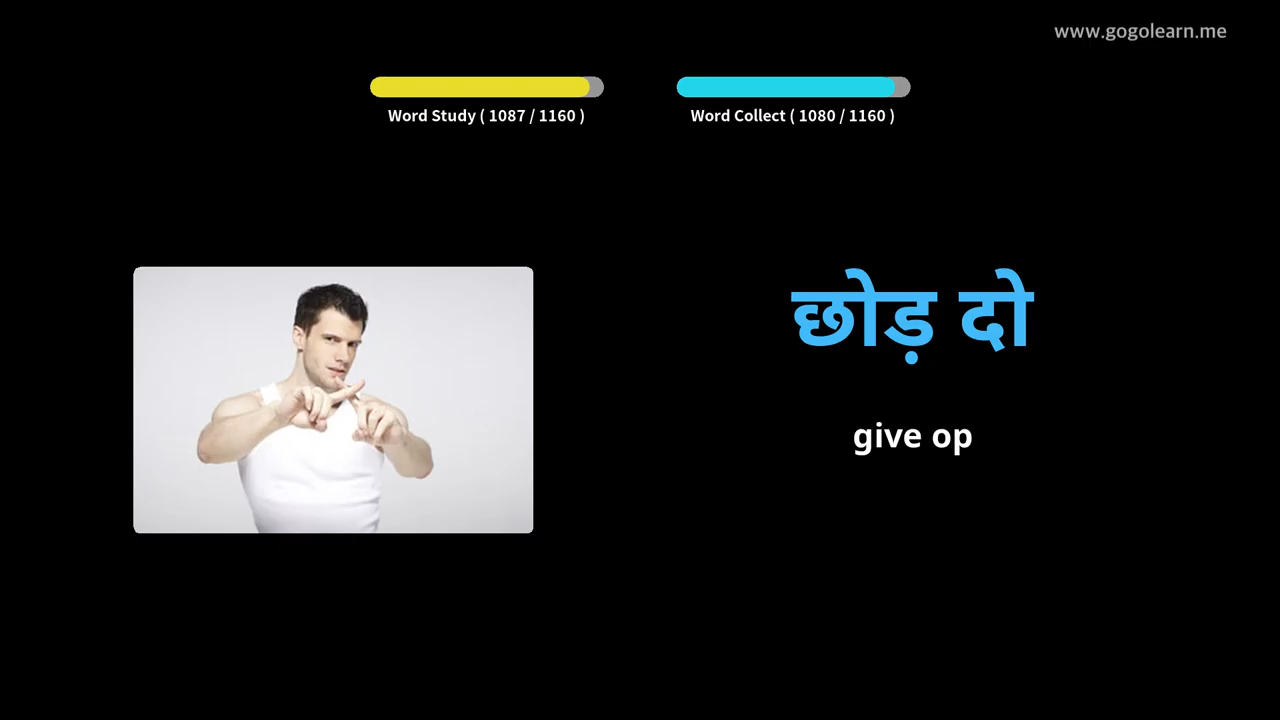 www.gogolearn.me
Word Study ( 1087 / 1160 )
Word Collect ( 1080 / 1160 )
छोड़ दो
give op